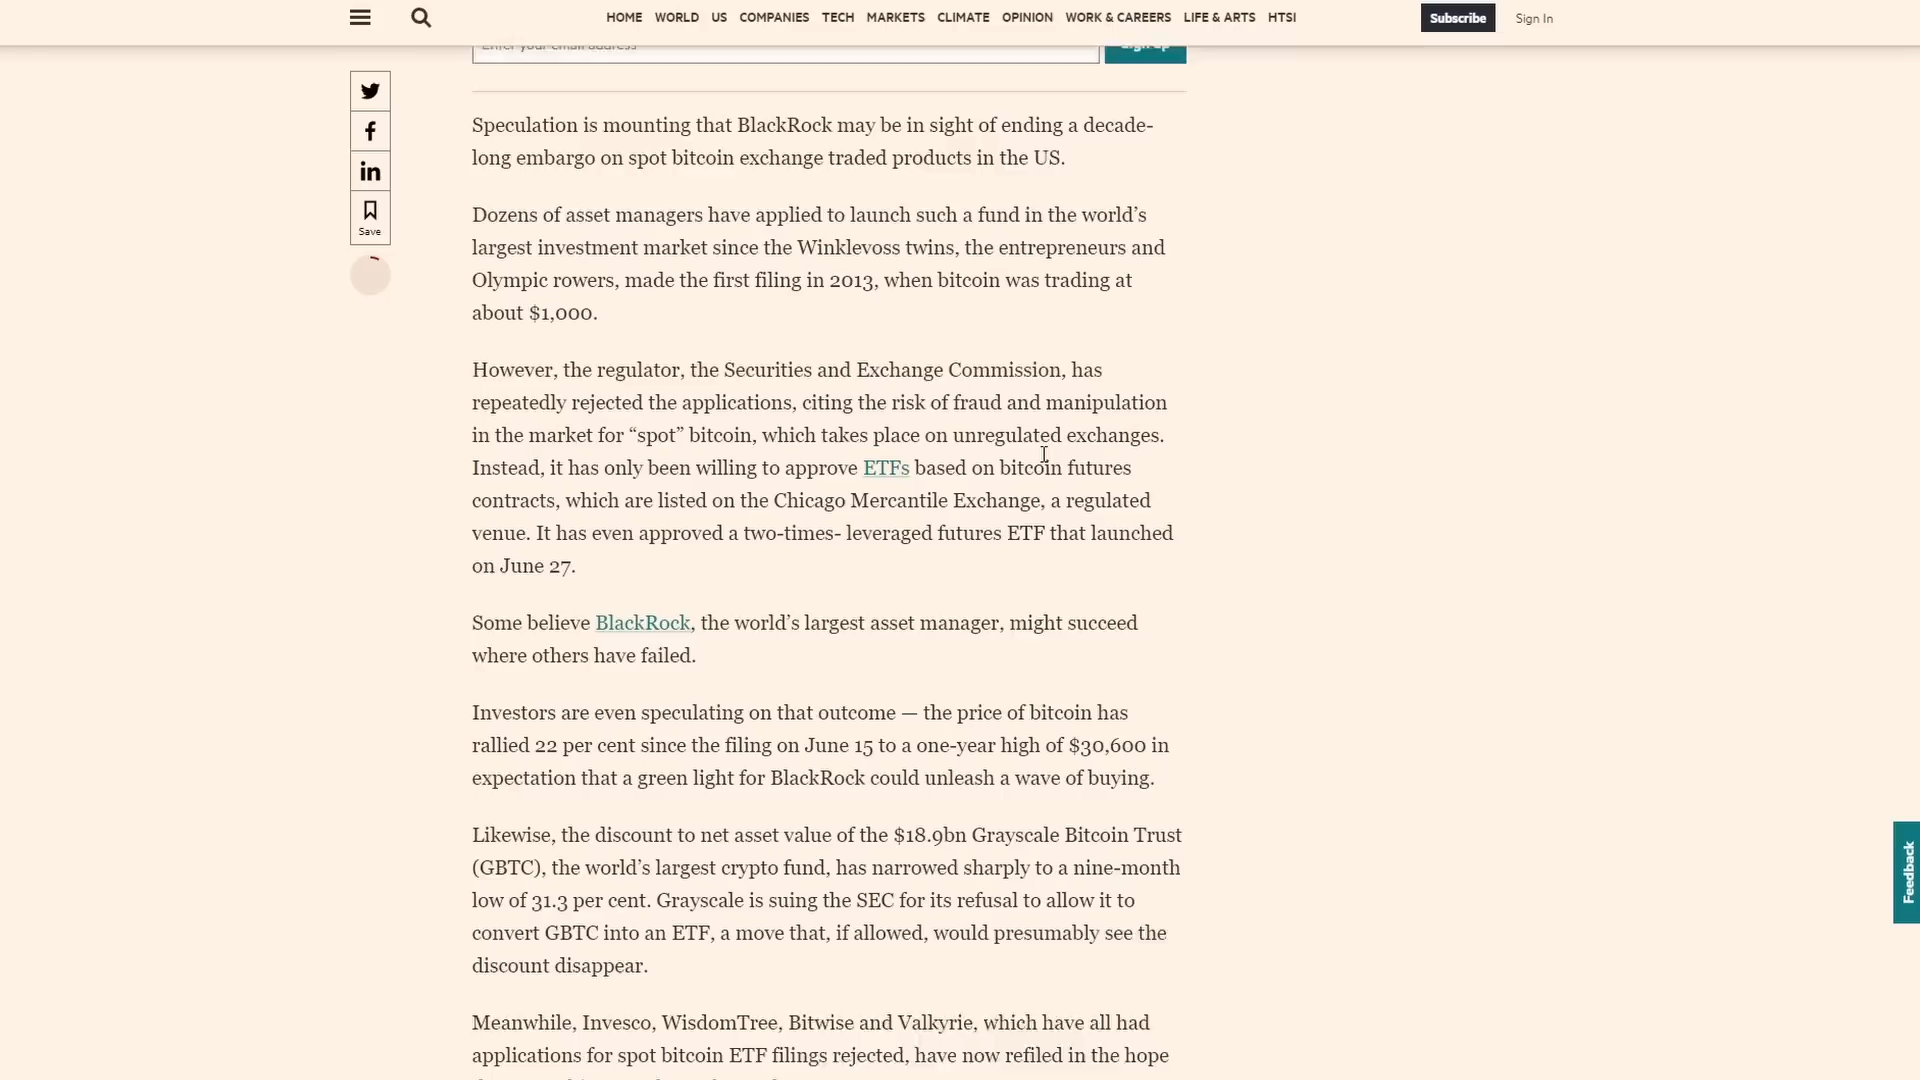 HOME WORLD US COMPANIES TECH MARKETS CLIMATE OPINION WORK & CAREERS LIFE & ARTS HTSI Subscribe Sign In
Enter your email address Sign up
Speculation is mounting that BlackRock may be in sight of ending a decade-
long embargo on spot bitcoin exchange traded products in the US.
Save
Dozens of asset managers have applied to launch such a fund in the world’s
largest investment market since the Winklevoss twins, the entrepreneurs and
Olympic rowers, made the first filing in 2013, when bitcoin was trading at
about $1,000.
However, the regulator, the Securities and Exchange Commission, has
repeatedly rejected the applications, citing the risk of fraud and manipulation
in the market for “spot” bitcoin, which takes place on unregulated exchanges.
Instead, it has only been willing to approve ETFs based on bitcoin futures
contracts, which are listed on the Chicago Mercantile Exchange, a regulated
venue. It has even approved a two-times- leveraged futures ETF that launched
on June 27.
Some believe BlackRock, the world’s largest asset manager, might succeed
where others have failed.
Investors are even speculating on that outcome — the price of bitcoin has
rallied 22 per cent since the filing on June 15 to a one-year high of $30,600 in
expectation that a green light for BlackRock could unleash a wave of buying.
Likewise, the discount to net asset value of the $18.9bn Grayscale Bitcoin Trust
(GBTC), the world’s largest crypto fund, has narrowed sharply to a nine-month
low of 31.3 per cent. Grayscale is suing the SEC for its refusal to allow it to
convert GBTC into an ETF, a move that, if allowed, would presumably see the
discount disappear.
Feedback
Meanwhile, Invesco, WisdomTree, Bitwise and Valkyrie, which have all had
applications for spot bitcoin ETF filings rejected, have now refiled in the hope